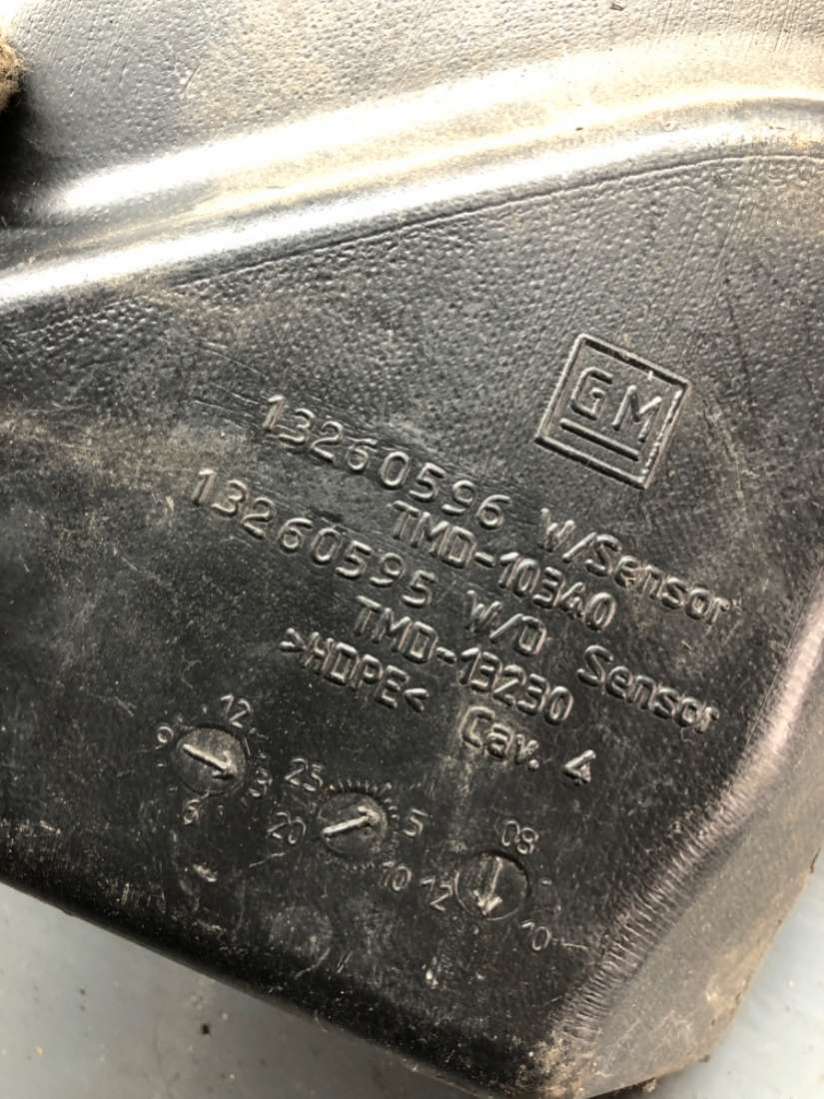 GM
13260596 W/Sensor
TMD-10340
13260595 W/O Sensor
TMD-13230
>HDPE< Cav. 4
12
9 3
6
25
20 5
10
08
12 10